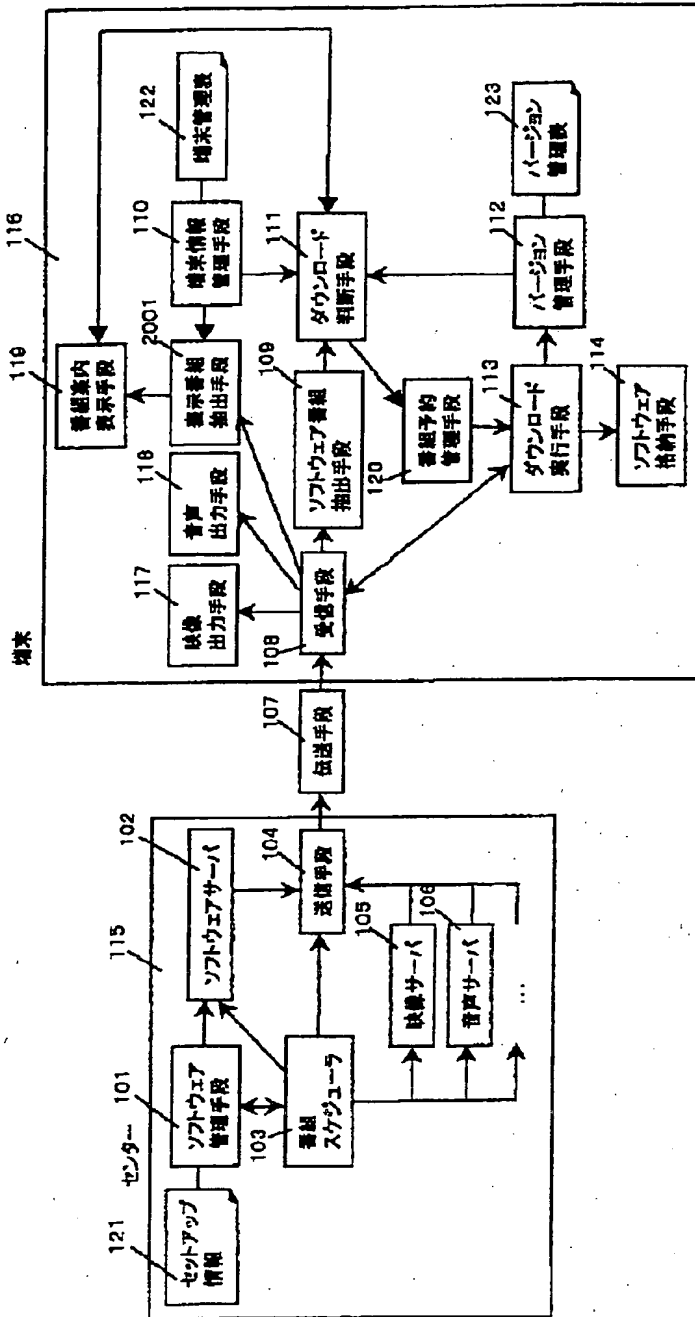 センター
115
121
セットアップ
情報
101
ソフトウェア
管理手段
102
ソフトウェアサーバ
103
番組
スケジューラ
104
送信手段
105
映像サーバ
106
音声サーバ
...
107
伝送手段
端末
116
108
受信手段
117
映像
出力手段
118
音声
出力手段
119
番組案内
表示手段
2001
表示番組
抽出手段
110
端末情報
管理手段
122
端末管理表
109
ソフトウェア番組
抽出手段
111
ダウンロード
判断手段
120
番組予約
管理手段
113
ダウンロード
実行手段
112
バージョン
管理手段
123
バージョン
管理表
114
ソフトウェア
格納手段